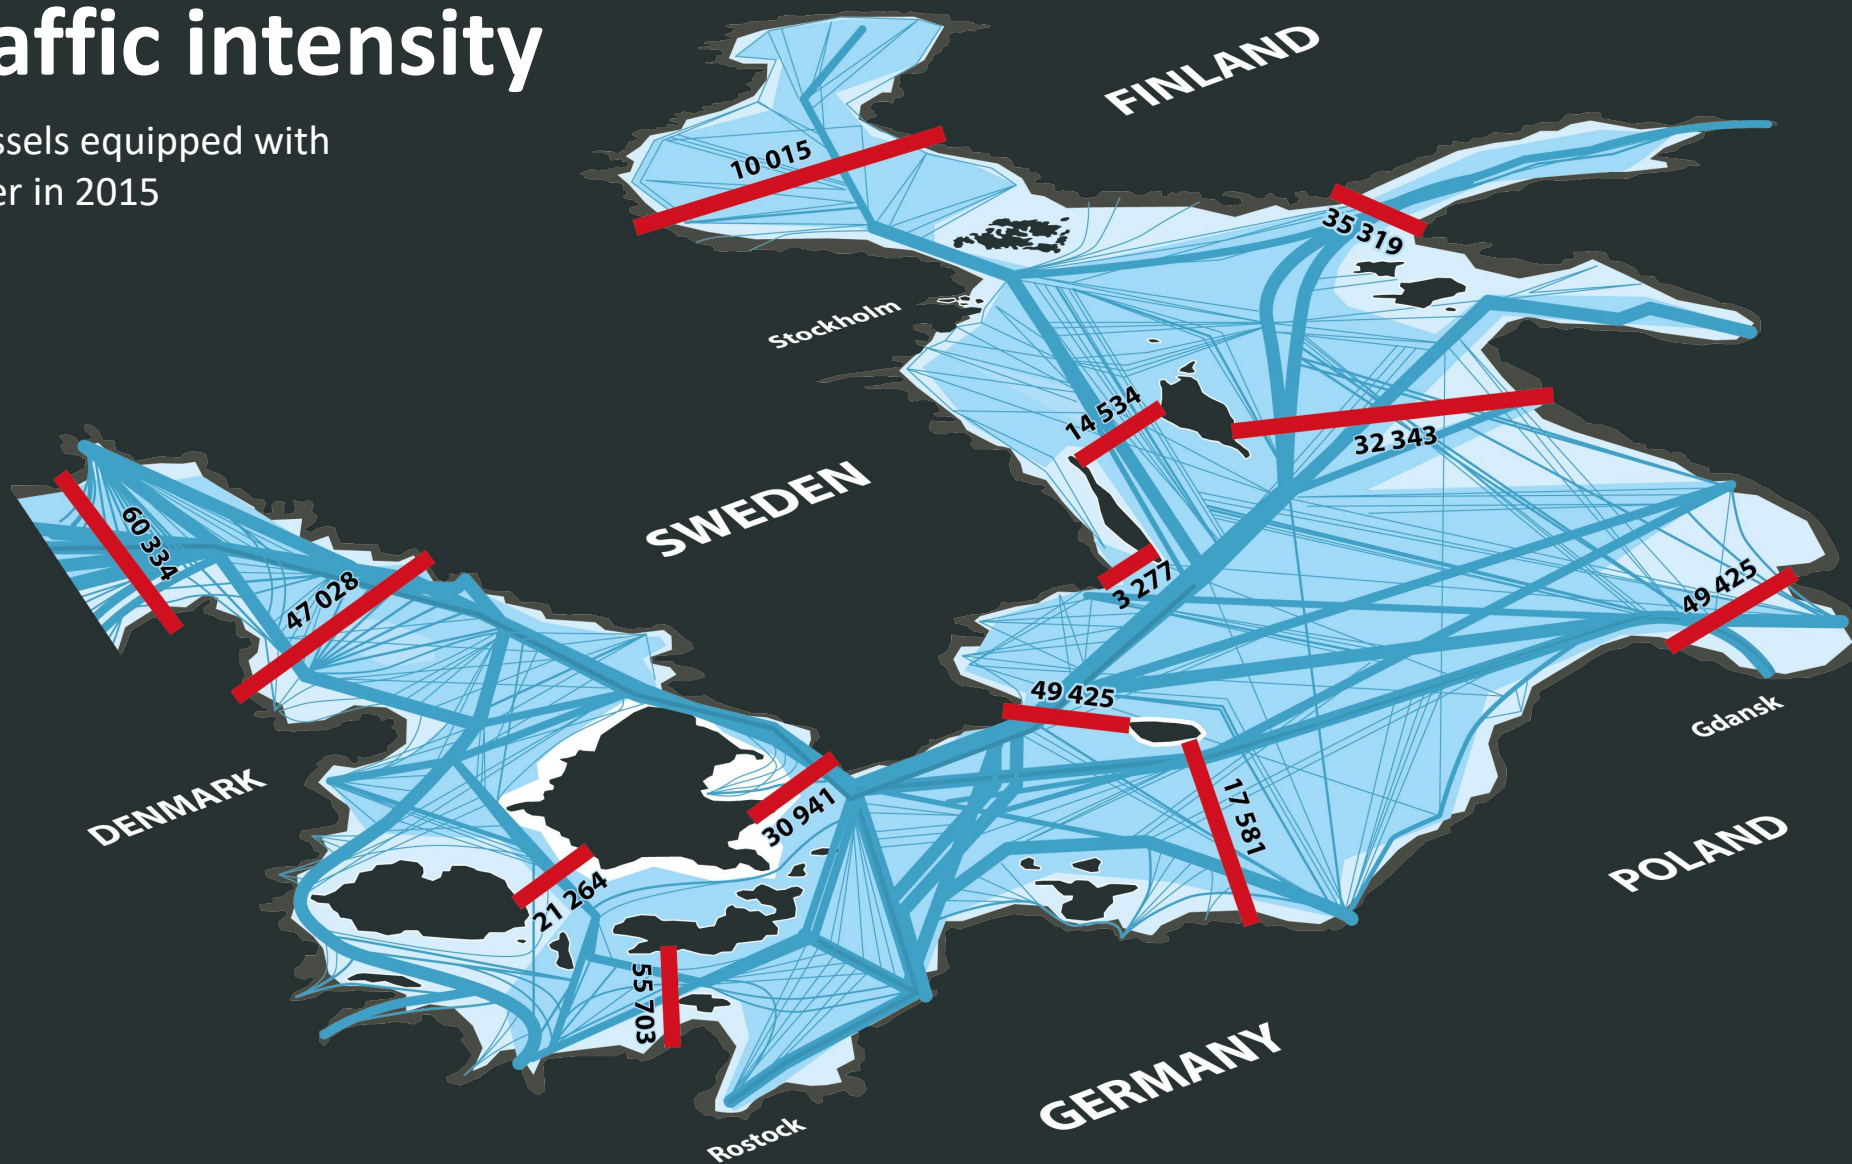 affic intensity
ssels equipped with
er in 2015
FINLAND
10 015
35 319
Stockholm
14 534
32 343
SWEDEN
60 334
47 028
3 277
49 425
49 425
Gdansk
DENMARK
30 941
17 581
POLAND
21 264
55 703
GERMANY
Rostock